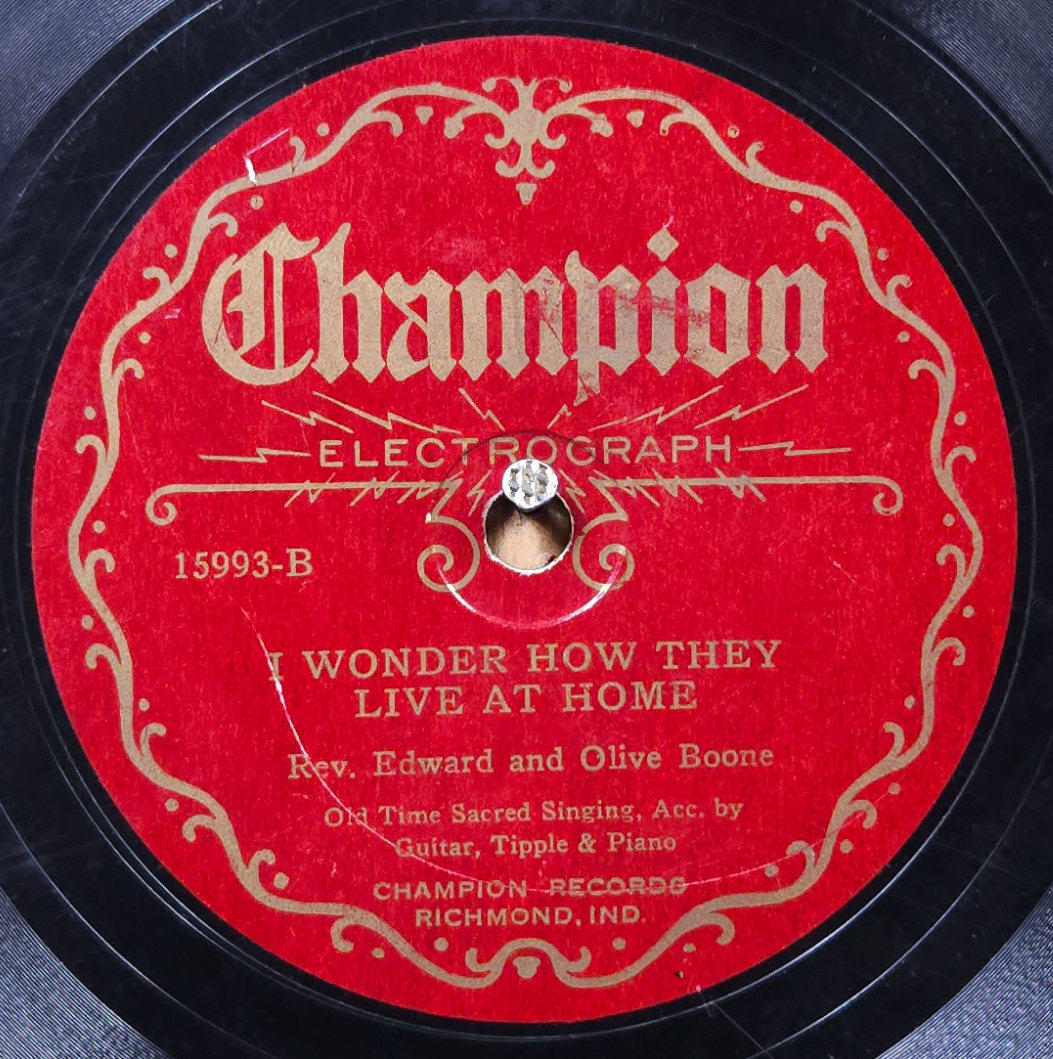 Champion
ELECTROGRAPH
15993-B
I WONDER HOW THEY
LIVE AT HOME
Rev. Edward and Olive Boone
Old Time Sacred Singing, Acc. by
Guitar, Tipple & Piano
CHAMPION RECORDS
RICHMOND, IND.